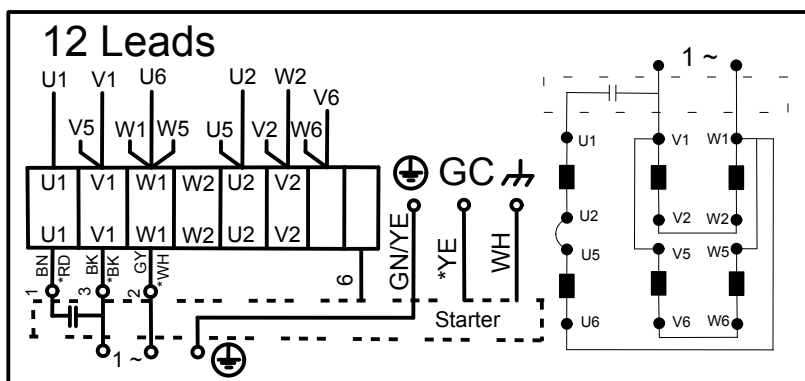 12 Leads
1 ~
U1 V1 U6 U2 W2 V6
V5 W1 W5 U5 V2 W6
U1 V1 W1 W2 U2 V2
U1 V1 W1 W2 U2 V2
GC
BN *RD BK *BK GY *WH
6 GN/YE *YE WH
1 3 2
Starter
1 ~
U1 V1 W1
U2 V2 W2
U5 V5 W5
U6 V6 W6